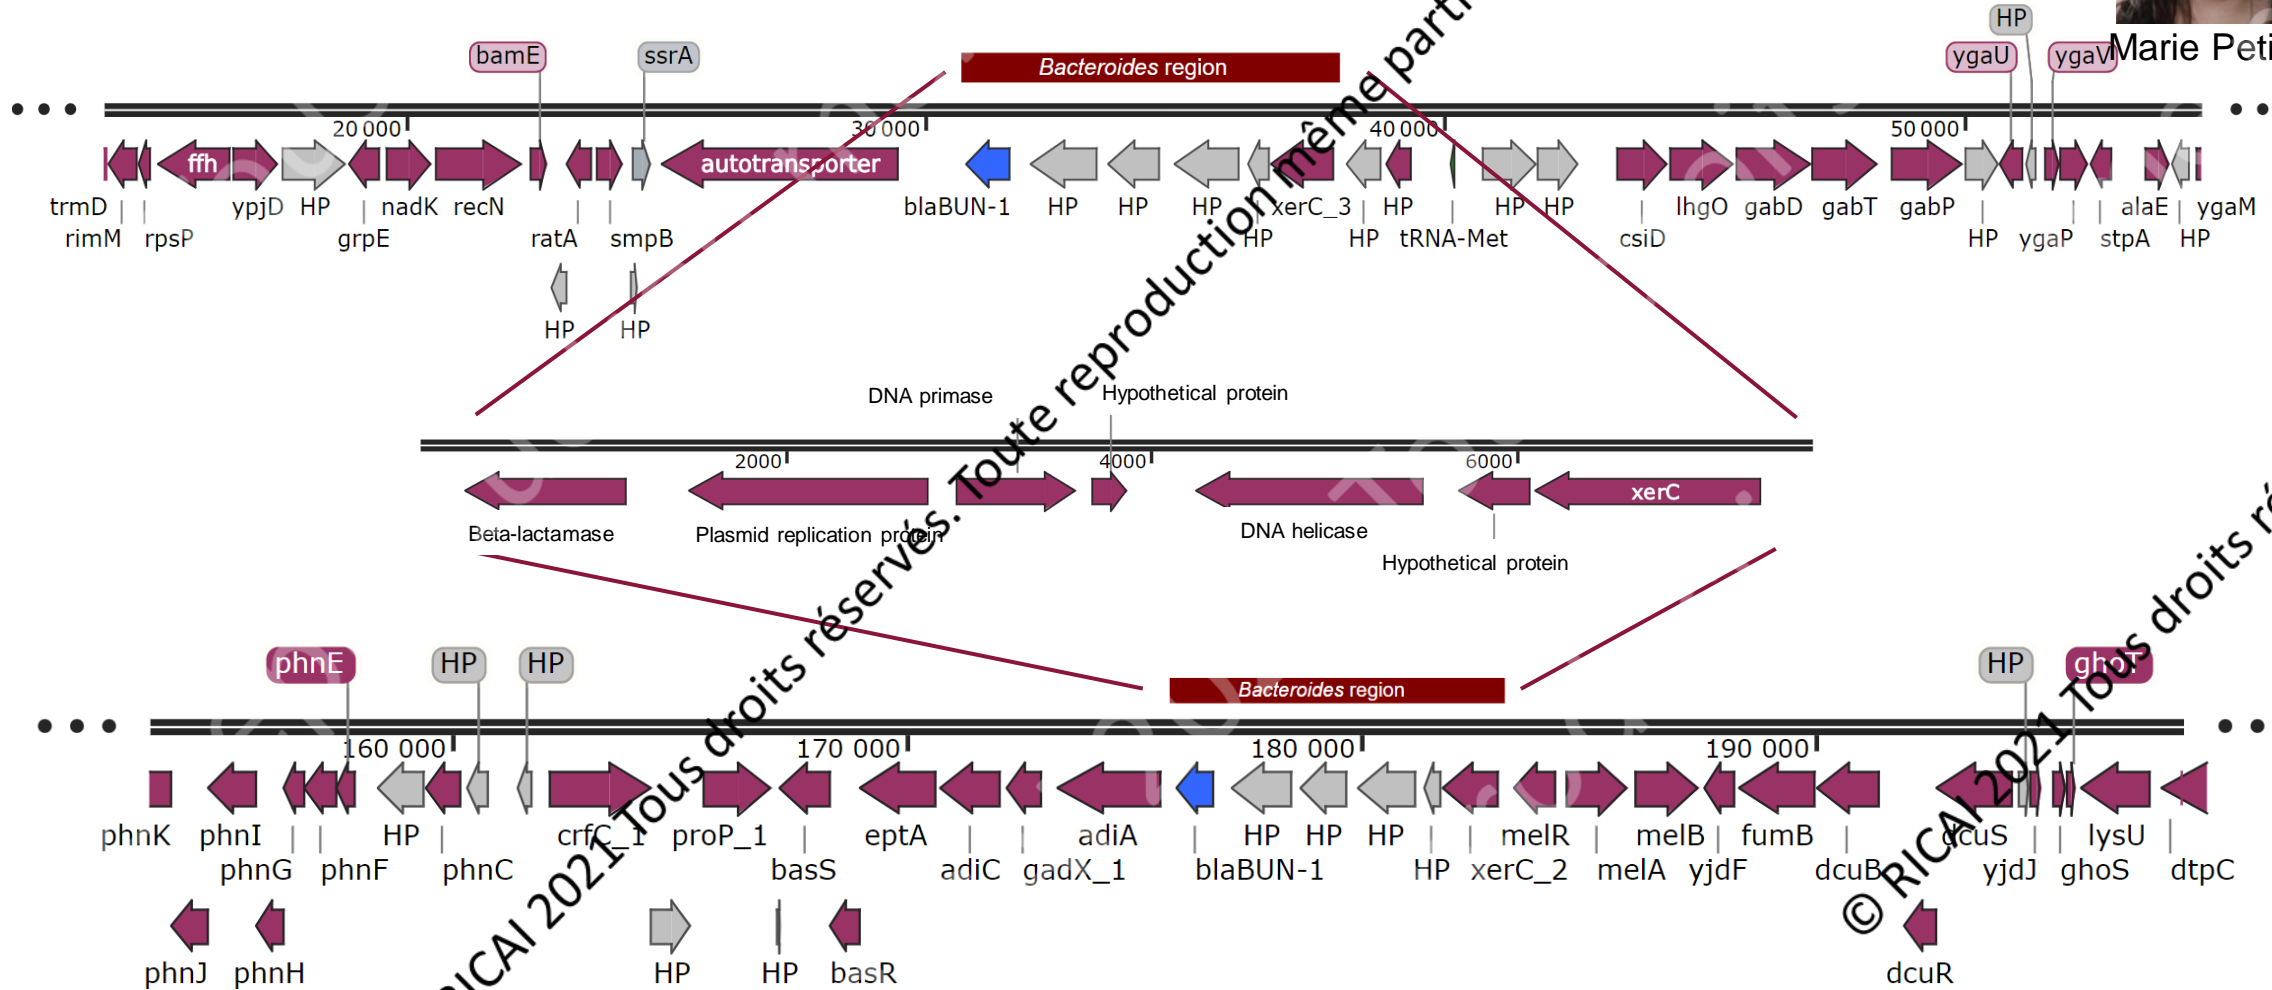 HP
bamE ssrA Bacteroides region ygaU ygaV Marie
20 000 30 000 40 000 50 000
ffh autotransporter
trmD ypjD HP nadK recN blaBUN-1 HP HP HP xerC_3 HP HP HP lhgO gabD gabT gabP alaE ygaM
rimM rpsP grpE ratA smpB HP HP tRNA-Met csiD HP ygaP stpA HP
HP HP
DNA primase Hypothetical protein
2000 4000 6000
xerC
Beta-lactamase Plasmid replication protein DNA helicase
Hypothetical protein
phnE HP HP HP ghoT
Bacteroides region
160 000 170 000 180 000 190 000
phnK phnI HP crfC_1 proP_1 eptA adiA HP HP HP melR melB fumB dcuS lysU
phnG phnF phnC basS adiC gadX_1 blaBUN-1 HP xerC_2 melA yjdF dcuB yjdJ ghoS dtpC
phnJ phnH HP HP basR dcuR
RICAI 2021 Tous droits réservés. Toute reproduction même
© RICAI 2021 Tous droits